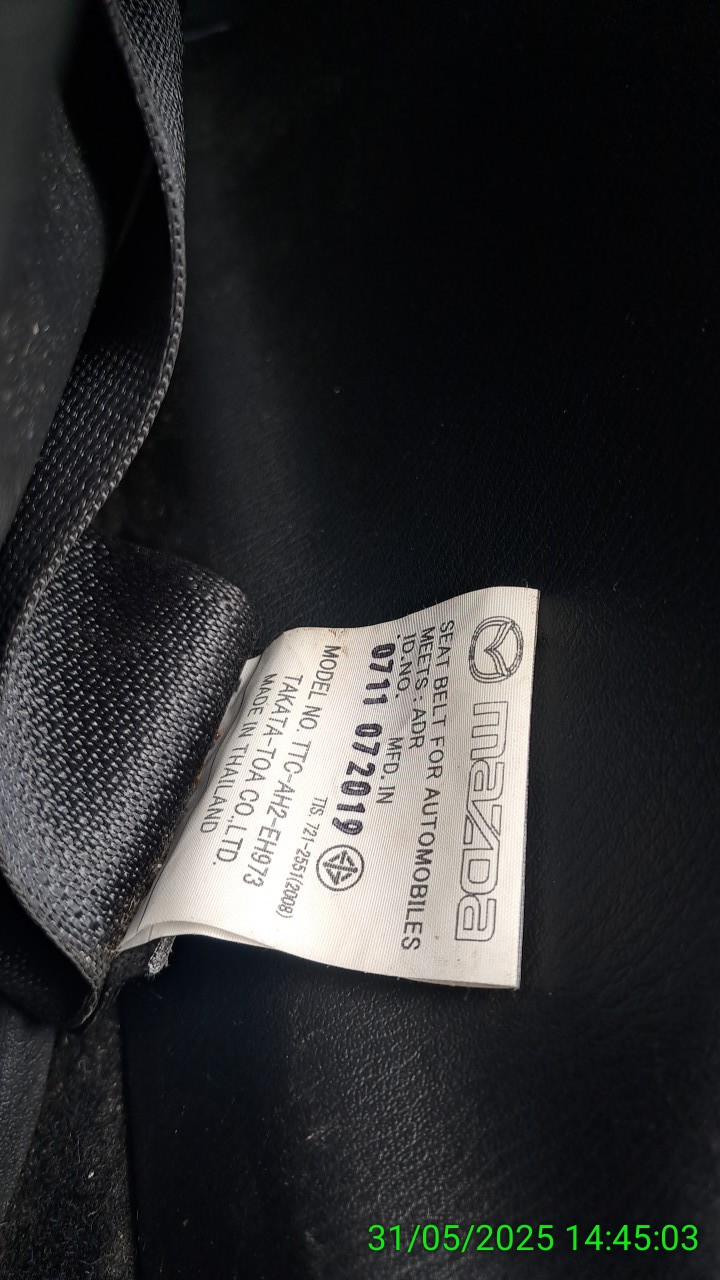 mazda
SEAT BELT FOR AUTOMOBILES
MEETS · ADR
ID.NO. MFD. IN
0711 072019
TIS. 721-2551(2008)
MODEL NO. TTC-AH2-EH973
TAKATA-TOA CO.,LTD.
MADE IN THAILAND
31/05/2025 14:45:03